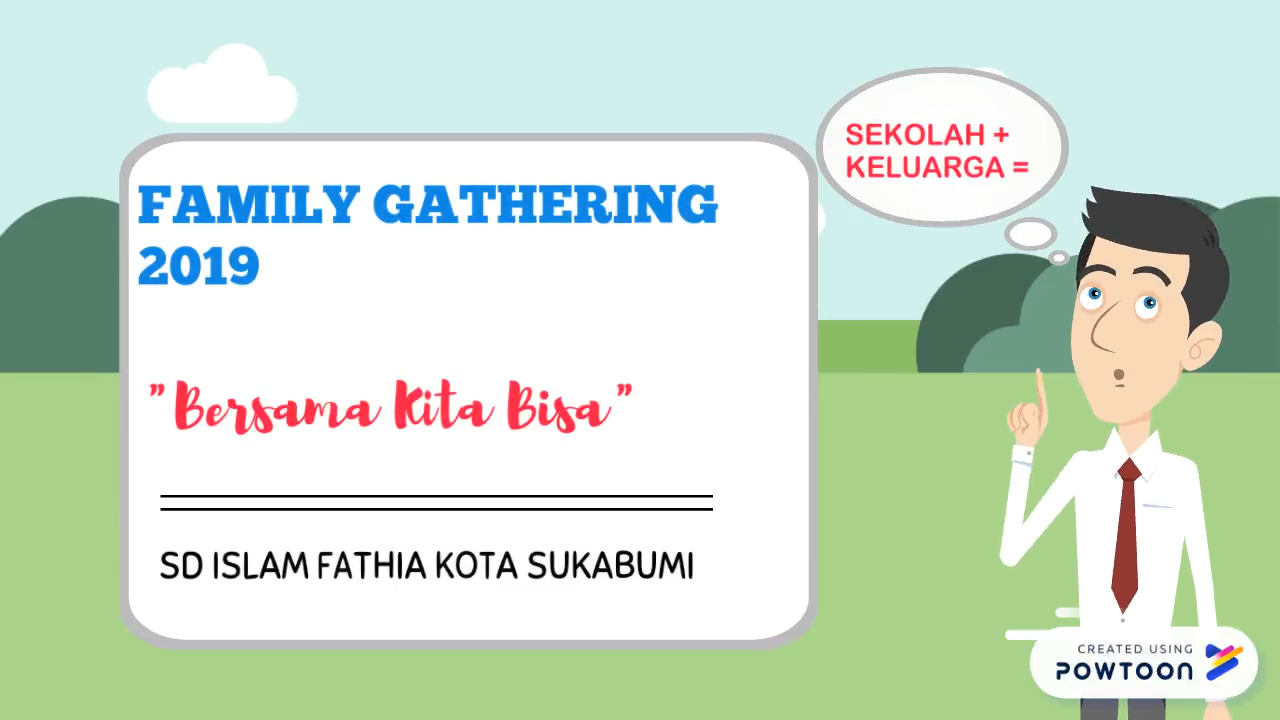 FAMILY GATHERING
2019
"Bersama Kita Bisa"
SD ISLAM FATHIA KOTA SUKABUMI
SEKOLAH +
KELUARGA =
CREATED USING
POWTOON